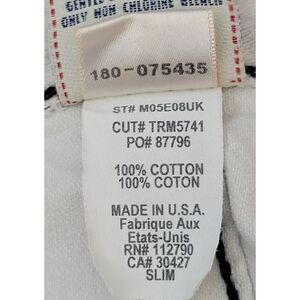 ONLY NON CHLORINE BLEACH
180-075435
ST# M05E08UK
CUT# TRM5741
PO# 87796
100% COTTON
100% COTON
MADE IN U.S.A.
Fabrique Aux
Etats-Unis
RN# 112790
CA# 30427
SLIM